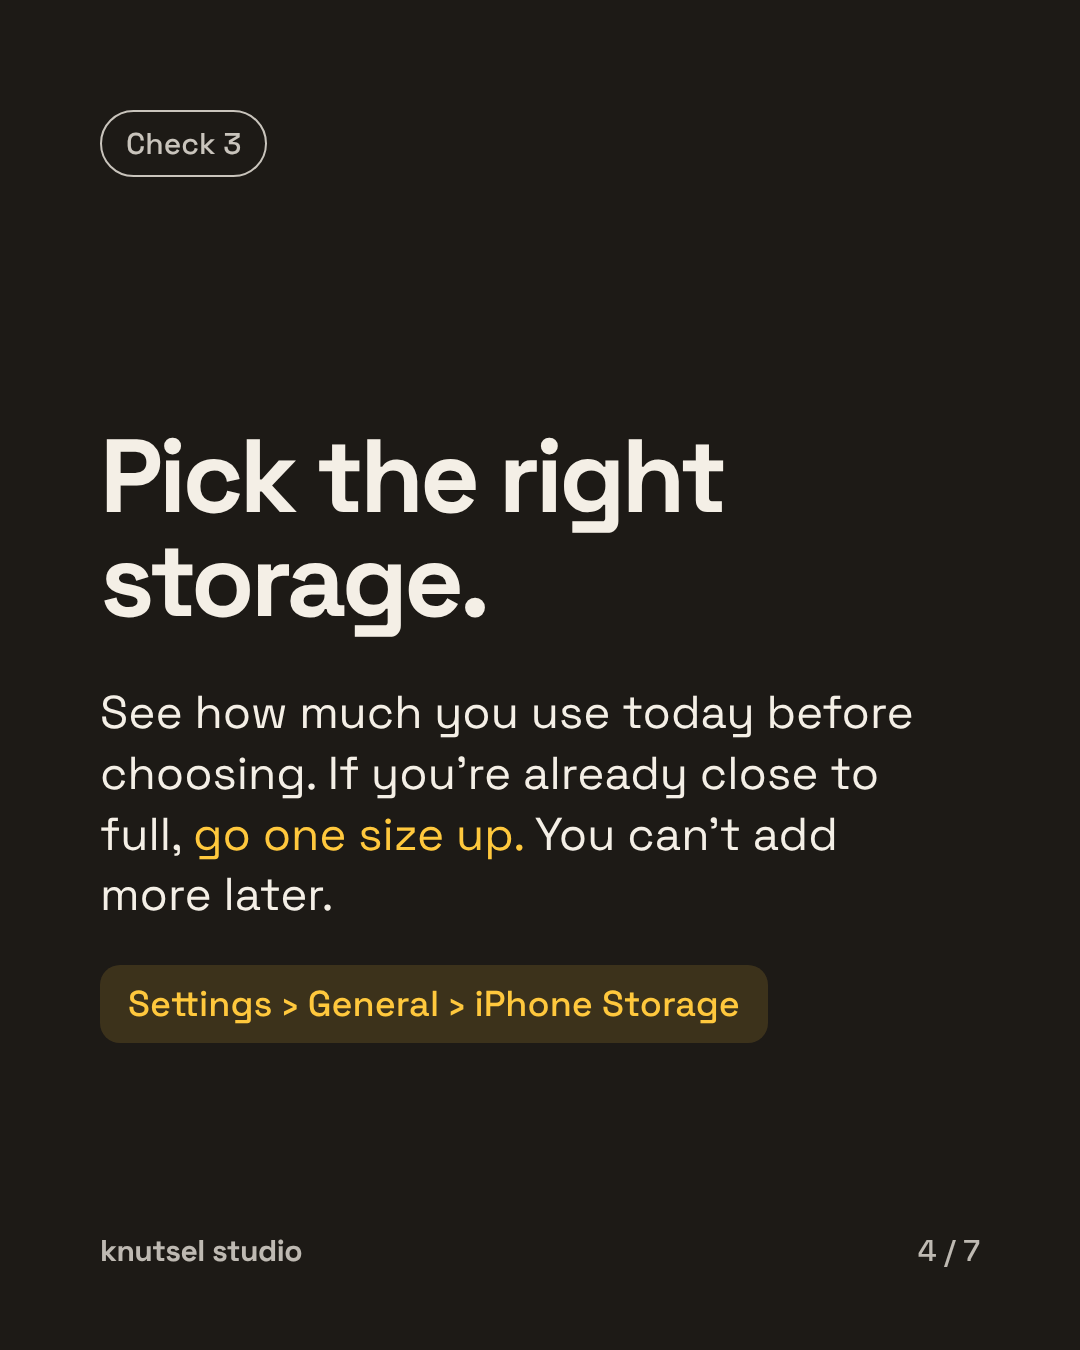 Check 3
Pick the right
storage.
See how much you use today before
choosing. If you’re already close to
full, go one size up. You can’t add
more later.
Settings > General > iPhone Storage
knutsel studio
4 / 7